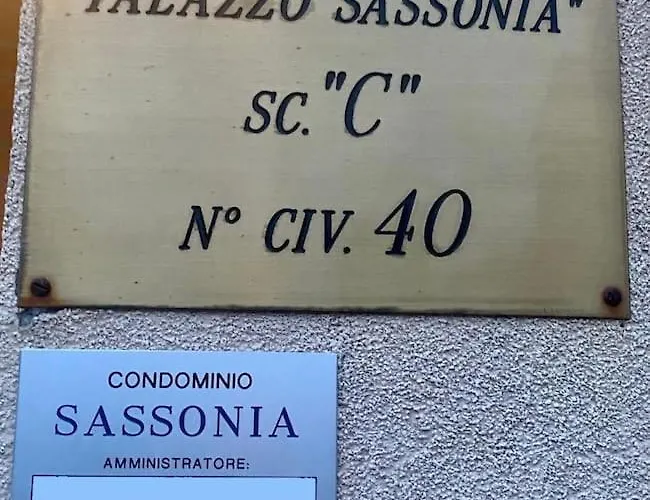 "PALAZZO SASSONIA"
SC. "C"
N° CIV. 40
CONDOMINIO
SASSONIA
AMMINISTRATORE: